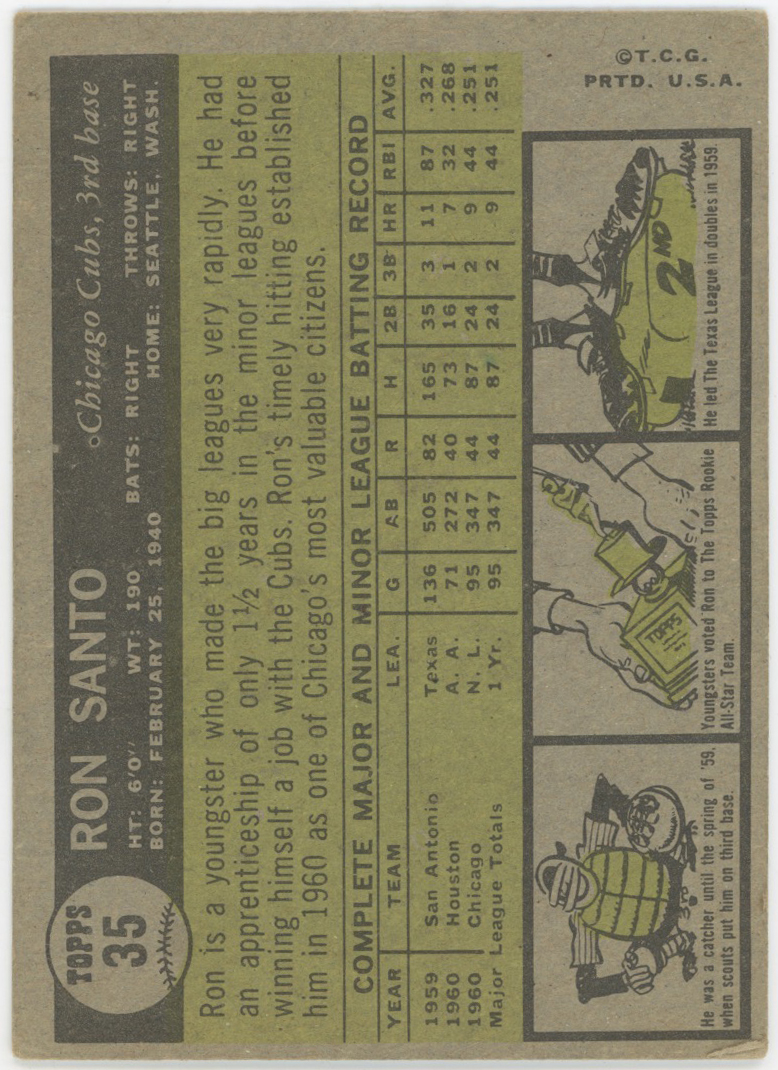 TOPPS
35
RON SANTO
Chicago Cubs, 3rd base
HT: 6'0" WT: 190 BATS: RIGHT THROWS: RIGHT
BORN: FEBRUARY 25, 1940 HOME: SEATTLE, WASH
Ron is a youngster who made the big leagues very rapidly. He had
an apprenticeship of only 1½ years in the minor leagues before
winning himself a job with the Cubs. Ron's timely hitting established
him in 1960 as one of Chicago's most valuable citizens.
COMPLETE MAJOR AND MINOR LEAGUE BATTING RECORD
YEAR TEAM LEA. G AB R H 2B 3B HR RBI AVG.
1959 San Antonio Texas 136 505 82 165 35 3 11 87 .327
1960 Houston A. A. 71 272 40 73 16 1 7 32 .268
1960 Chicago N. L. 95 347 44 87 24 2 9 44 .251
Major League Totals 1 Yr. 95 347 44 87 24 2 9 44 .251
He was a catcher until the spring of '59,
when scouts put him on third base.
TOPPS
Youngsters voted Ron to The Topps Rookie
All-Star Team.
2ND
He led The Texas League in doubles in 1959
©T.C.G.
PRTD. U.S.A.